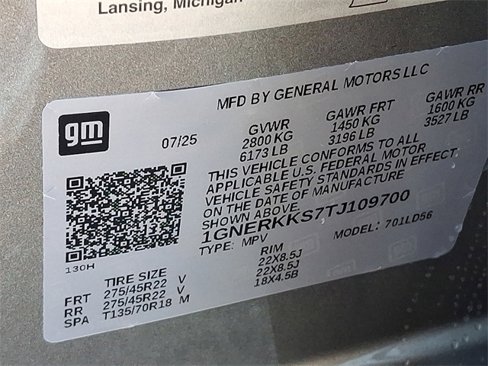 Lansing, Michigan
gm
MFD BY GENERAL MOTORS LLC
07/25
GVWR GAWR FRT GAWR RR
2800 KG 1450 KG 1600 KG
6173 LB 3196 LB 3527 LB
THIS VEHICLE CONFORMS TO ALL
APPLICABLE U.S. FEDERAL MOTOR
VEHICLE SAFETY STANDARDS IN EFFECT
ON THE DATE OF MANUFACTURE
SHOWN ABOVE.
1GNERKKS7TJ109700
TYPE: MPV MODEL: 701LD56
130H
TIRE SIZE RIM
FRT 275/45R22 V 22X8.5J
RR 275/45R22 V 22X8.5J
SPA T135/70R18 M 18X4.5B
gm